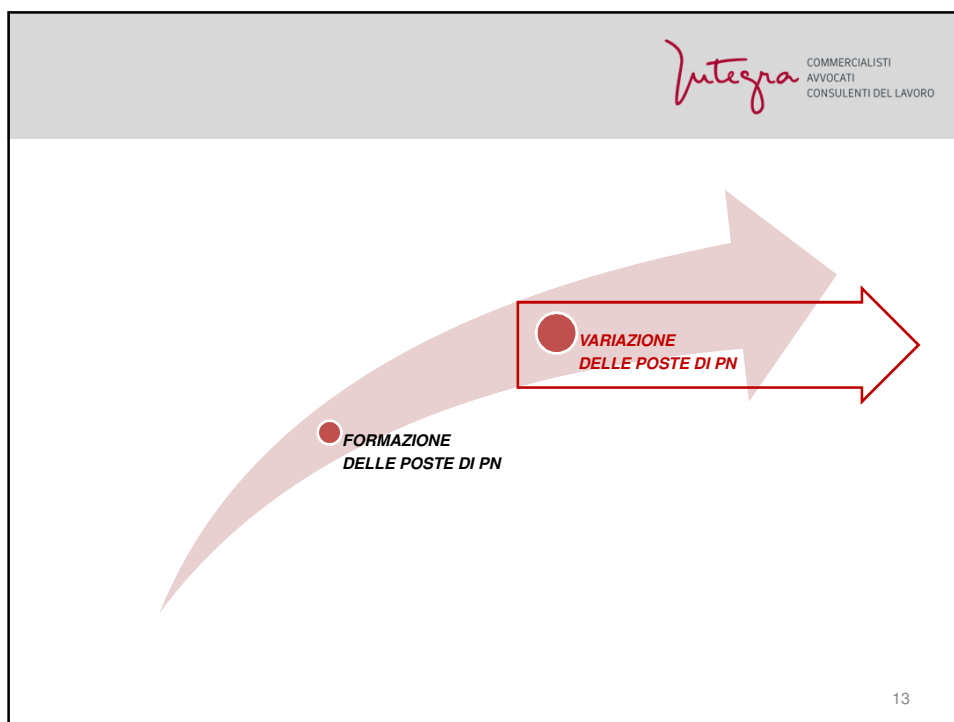 Integra
COMMERCIALISTI
AVVOCATI
CONSULENTI DEL LAVORO
VARIAZIONE
DELLE POSTE DI PN
FORMAZIONE
DELLE POSTE DI PN
13